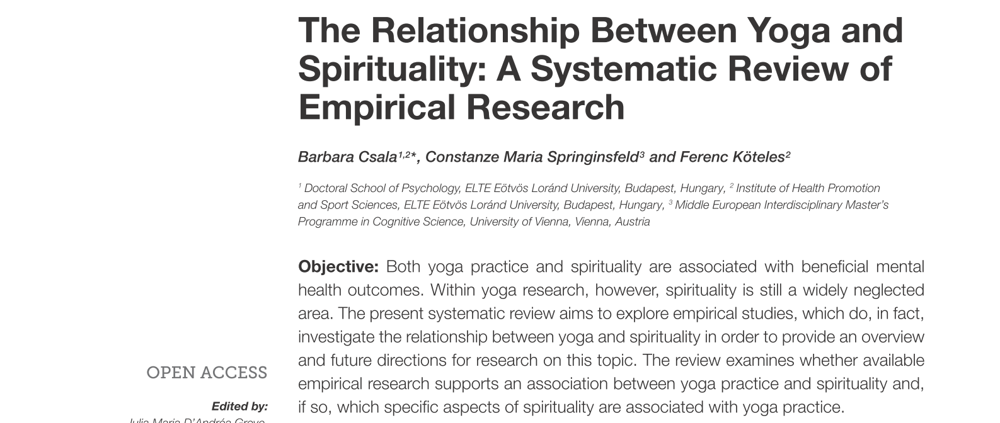 The Relationship Between Yoga and
Spirituality: A Systematic Review of
Empirical Research
Barbara Csala¹,²*, Constanze Maria Springinsfeld³ and Ferenc Köteles²
¹ Doctoral School of Psychology, ELTE Eötvös Loránd University, Budapest, Hungary, ² Institute of Health Promotion
and Sport Sciences, ELTE Eötvös Loránd University, Budapest, Hungary, ³ Middle European Interdisciplinary Master’s
Programme in Cognitive Science, University of Vienna, Vienna, Austria
Objective: Both yoga practice and spirituality are associated with beneficial mental
health outcomes. Within yoga research, however, spirituality is still a widely neglected
area. The present systematic review aims to explore empirical studies, which do, in fact,
investigate the relationship between yoga and spirituality in order to provide an overview
and future directions for research on this topic. The review examines whether available
empirical research supports an association between yoga practice and spirituality and,
if so, which specific aspects of spirituality are associated with yoga practice.
OPEN ACCESS
Edited by:
Julia Maria D’Andréa Greve,